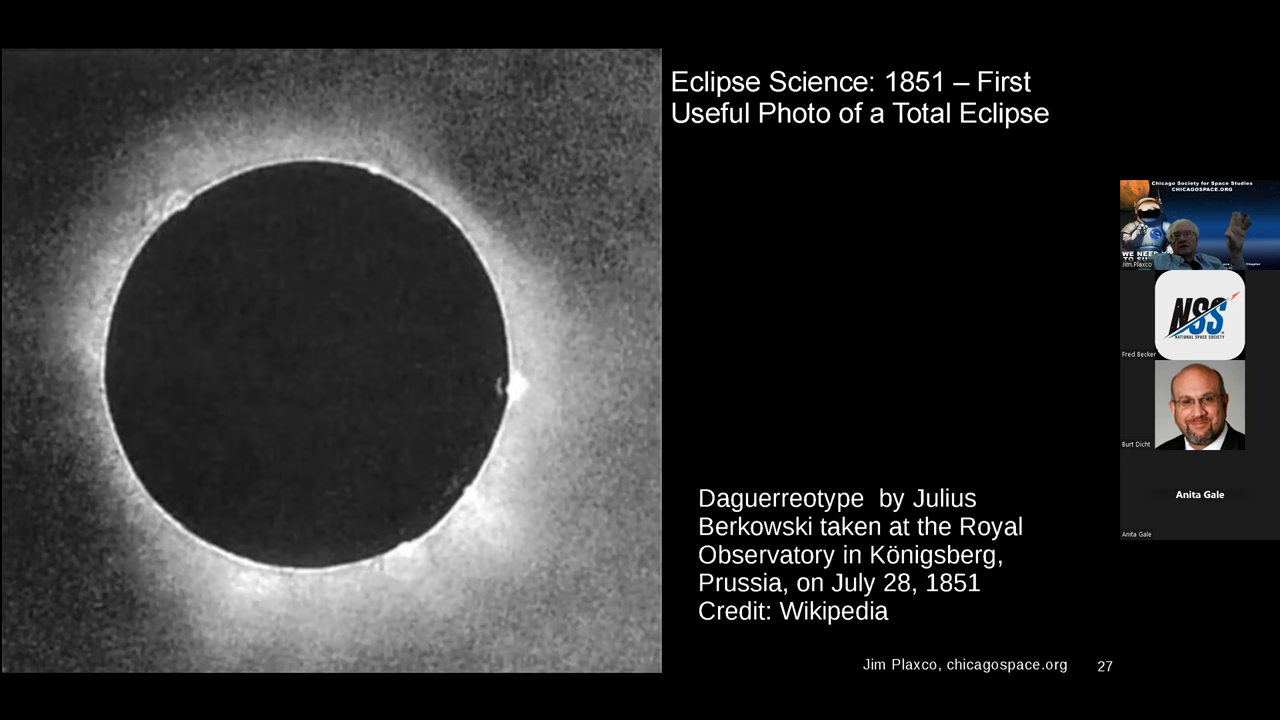 Eclipse Science: 1851 – First
Useful Photo of a Total Eclipse
Daguerreotype  by Julius
Berkowski taken at the Royal
Observatory in Königsberg,
Prussia, on July 28, 1851
Credit: Wikipedia
Jim Plaxco, chicagospace.org
27
Chicago Society for Space Studies
CHICAGOSPACE.ORG
WE NEED
Jim Plaxco
NSS
NATIONAL SPACE SOCIETY
Fred Becker
Burt Dicht
Anita Gale
Anita Gale